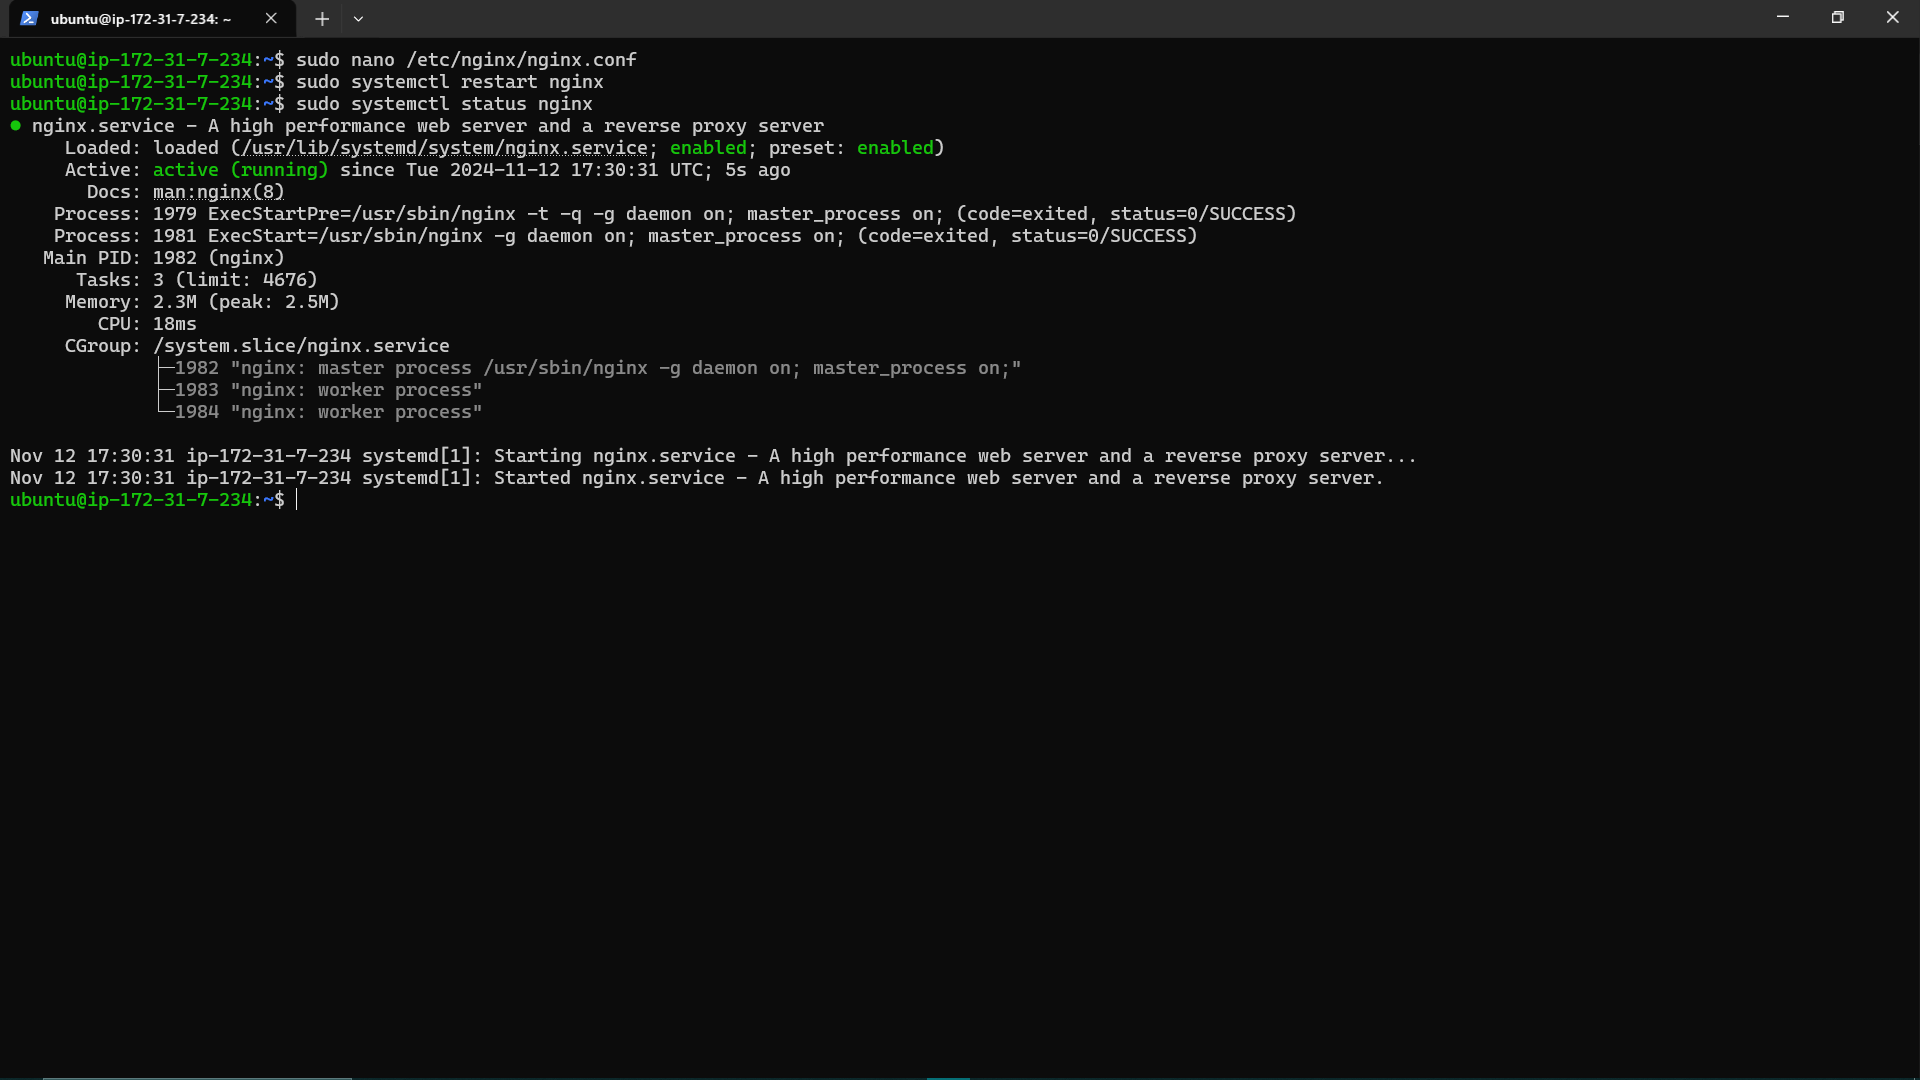 ubuntu@ip-172-31-7-234: ~
ubuntu@ip-172-31-7-234:~$ sudo nano /etc/nginx/nginx.conf
ubuntu@ip-172-31-7-234:~$ sudo systemctl restart nginx
ubuntu@ip-172-31-7-234:~$ sudo systemctl status nginx
● nginx.service - A high performance web server and a reverse proxy server
     Loaded: loaded (/usr/lib/systemd/system/nginx.service; enabled; preset: enabled)
     Active: active (running) since Tue 2024-11-12 17:30:31 UTC; 5s ago
       Docs: man:nginx(8)
    Process: 1979 ExecStartPre=/usr/sbin/nginx -t -q -g daemon on; master_process on; (code=exited, status=0/SUCCESS)
    Process: 1981 ExecStart=/usr/sbin/nginx -g daemon on; master_process on; (code=exited, status=0/SUCCESS)
   Main PID: 1982 (nginx)
      Tasks: 3 (limit: 4676)
     Memory: 2.3M (peak: 2.5M)
        CPU: 18ms
     CGroup: /system.slice/nginx.service
             ├─1982 "nginx: master process /usr/sbin/nginx -g daemon on; master_process on;"
             ├─1983 "nginx: worker process"
             └─1984 "nginx: worker process"

Nov 12 17:30:31 ip-172-31-7-234 systemd[1]: Starting nginx.service - A high performance web server and a reverse proxy server...
Nov 12 17:30:31 ip-172-31-7-234 systemd[1]: Started nginx.service - A high performance web server and a reverse proxy server.
ubuntu@ip-172-31-7-234:~$